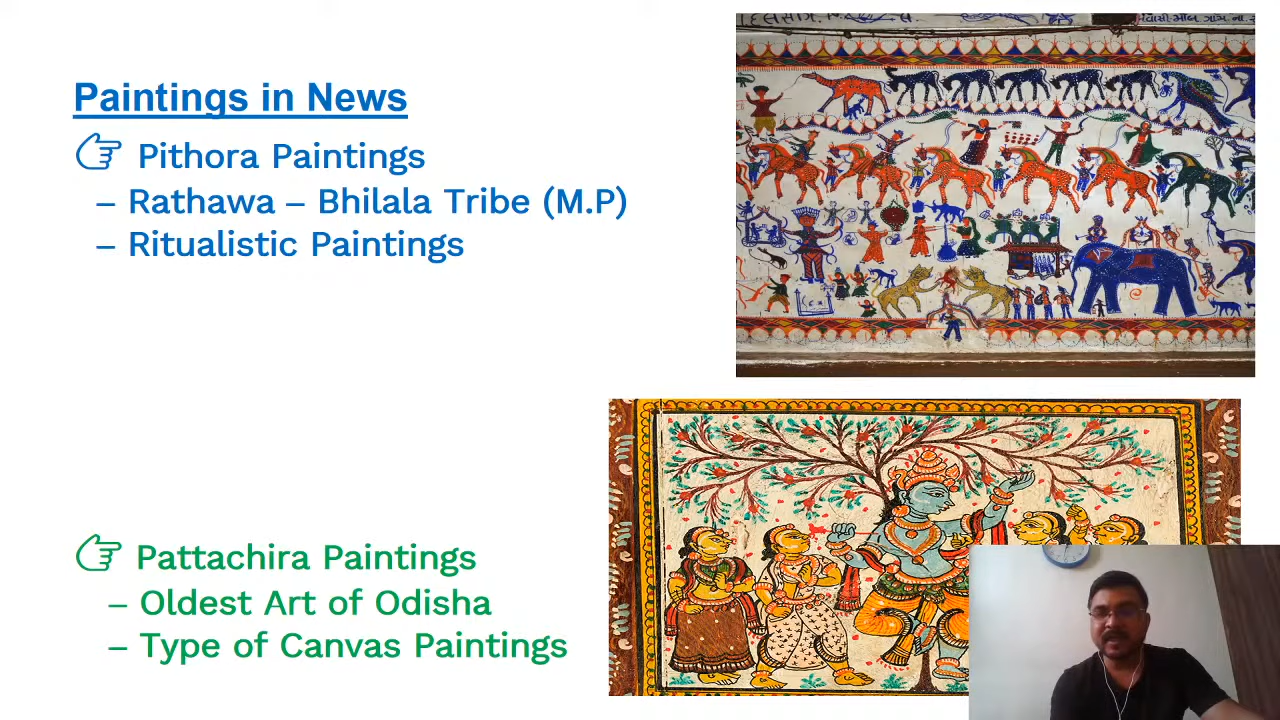 Paintings in News
Pithora Paintings
– Rathawa – Bhilala Tribe (M.P)
– Ritualistic Paintings
Pattachira Paintings
– Oldest Art of Odisha
– Type of Canvas Paintings